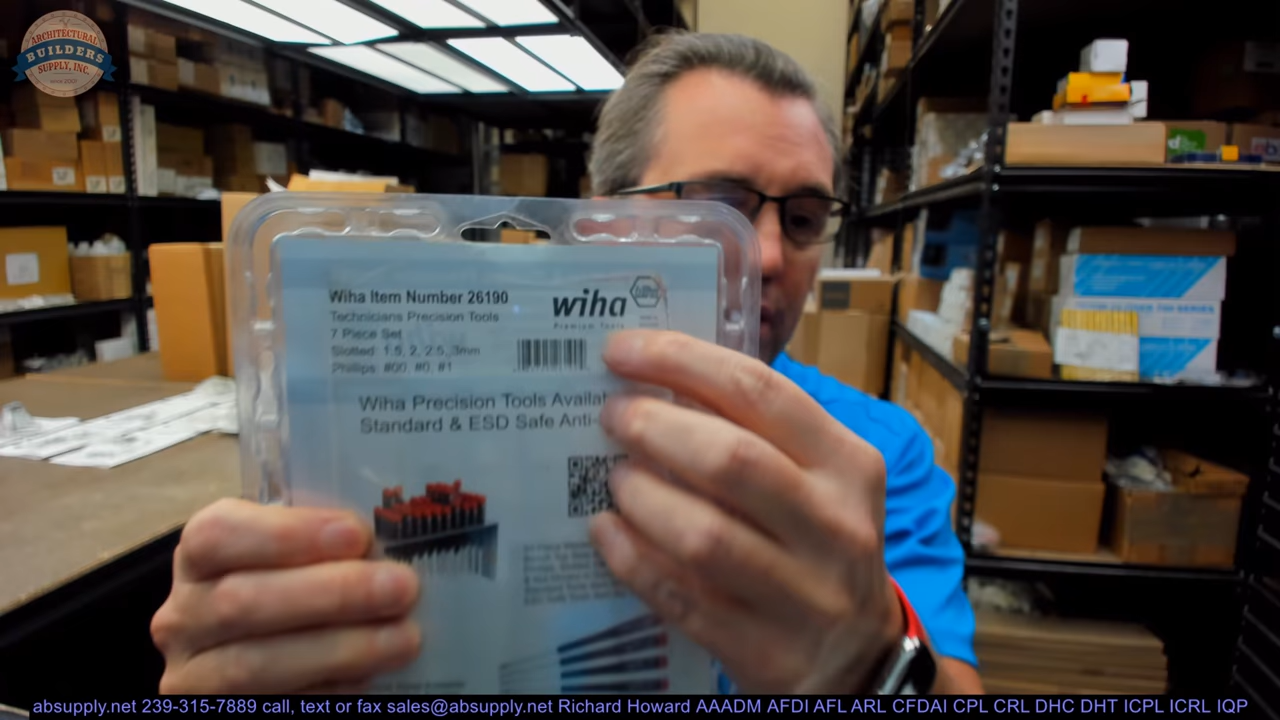 ARCHITECTURAL
BUILDERS
SUPPLY, INC.
since 2009
Wiha Item Number 26190
Technicians Precision Tools
7 Piece Set
Slotted: 1.5, 2, 2.5, 3mm
Phillips: #00, #0, #1
wiha
Premium Tools
Wiha Precision Tools
Standard & ESD Safe Anti-
absupply.net 239-315-7889 call, text or fax sales@absupply.net Richard Howard AAADM AFDI AFL ARL CFDAI CPL CRL DHC DHT ICPL ICRL IQP